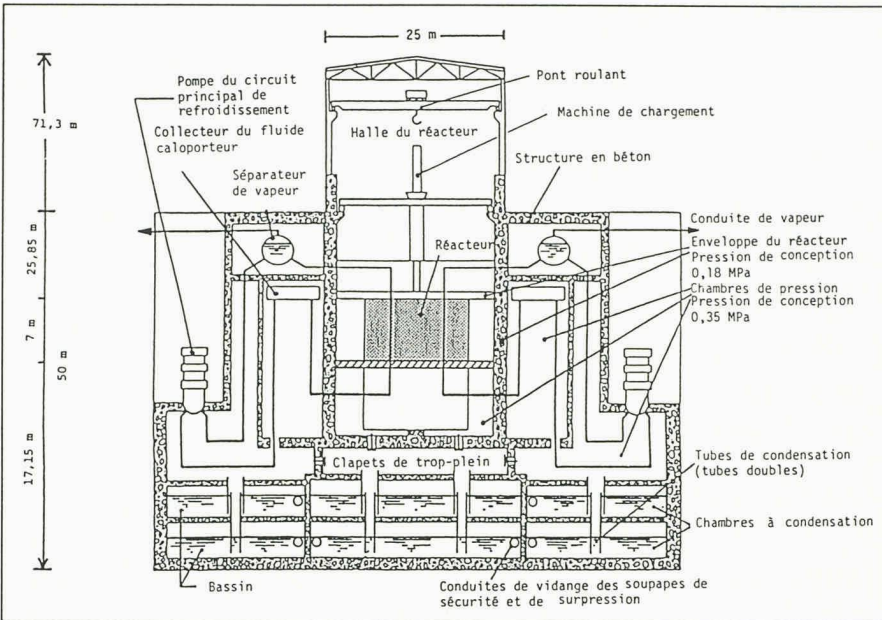 25 m
Pompe du circuit
principal de
refroidissement
Collecteur du fluide
caloporteur
Séparateur
de vapeur
Pont roulant
Machine de chargement
Halle du réacteur
Structure en béton
Conduite de vapeur
Enveloppe du réacteur
Pression de conception
0,18 MPa
Chambres de pression
Pression de conception
0,35 MPa
Réacteur
71,3 m
25,85 m
7 m
50 m
17,15 m
Clapets de trop-plein
Tubes de condensation
(tubes doubles)
Chambres à condensation
Bassin
Conduites de vidange des soupapes de
sécurité et de surpression